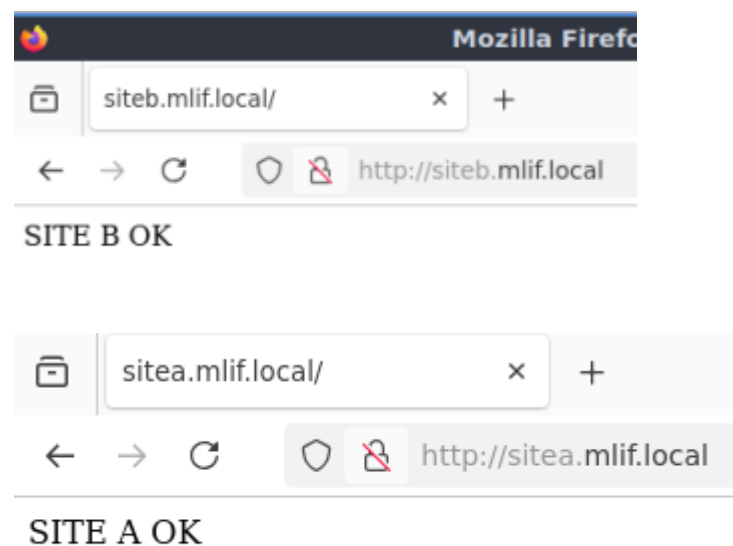 Mozilla Firefo
siteb.mlif.local/
http://siteb.mlif.local
SITE B OK
sitea.mlif.local/
http://sitea.mlif.local
SITE A OK